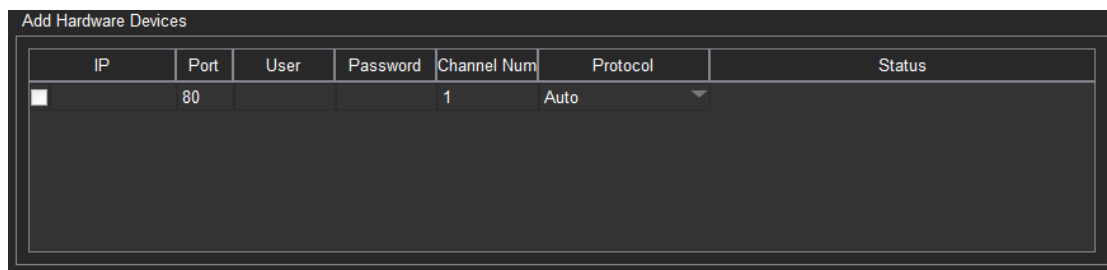 Add Hardware Devices
IP Port User Password Channel Num Protocol Status
80 1 Auto